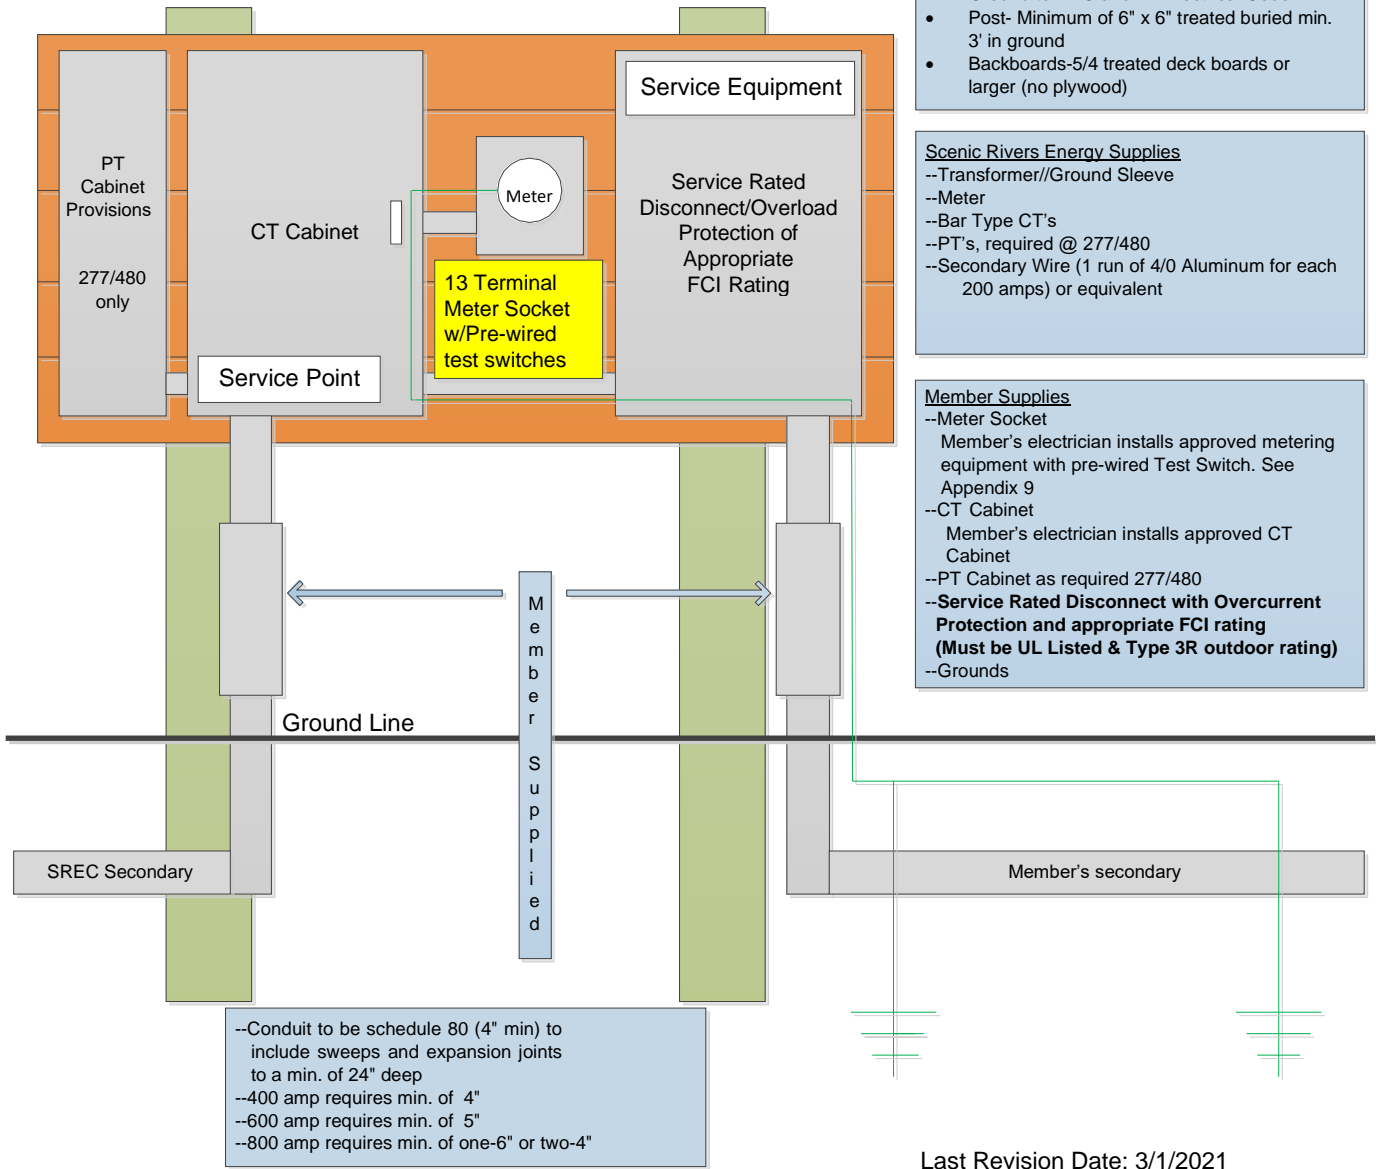 Post- Minimum of 6" x 6" treated buried min.
3' in ground
Backboards-5/4 treated deck boards or
larger (no plywood)
Service Equipment
PT
Cabinet
Provisions
277/480
only
CT Cabinet
Meter
Service Rated
Disconnect/Overload
Protection of
Appropriate
FCI Rating
13 Terminal
Meter Socket
w/Pre-wired
test switches
Service Point
Scenic Rivers Energy Supplies
--Transformer//Ground Sleeve
--Meter
--Bar Type CT's
--PT's, required @ 277/480
--Secondary Wire (1 run of 4/0 Aluminum for each
200 amps) or equivalent
Member Supplies
--Meter Socket
Member's electrician installs approved metering
equipment with pre-wired Test Switch. See
Appendix 9
--CT Cabinet
Member's electrician installs approved CT
Cabinet
--PT Cabinet as required 277/480
--Service Rated Disconnect with Overcurrent
Protection and appropriate FCI rating
(Must be UL Listed & Type 3R outdoor rating)
--Grounds
Member Supplied
Ground Line
SREC Secondary
Member's secondary
--Conduit to be schedule 80 (4" min) to
include sweeps and expansion joints
to a min. of 24" deep
--400 amp requires min. of 4"
--600 amp requires min. of 5"
--800 amp requires min. of one-6" or two-4"
Last Revision Date: 3/1/2021